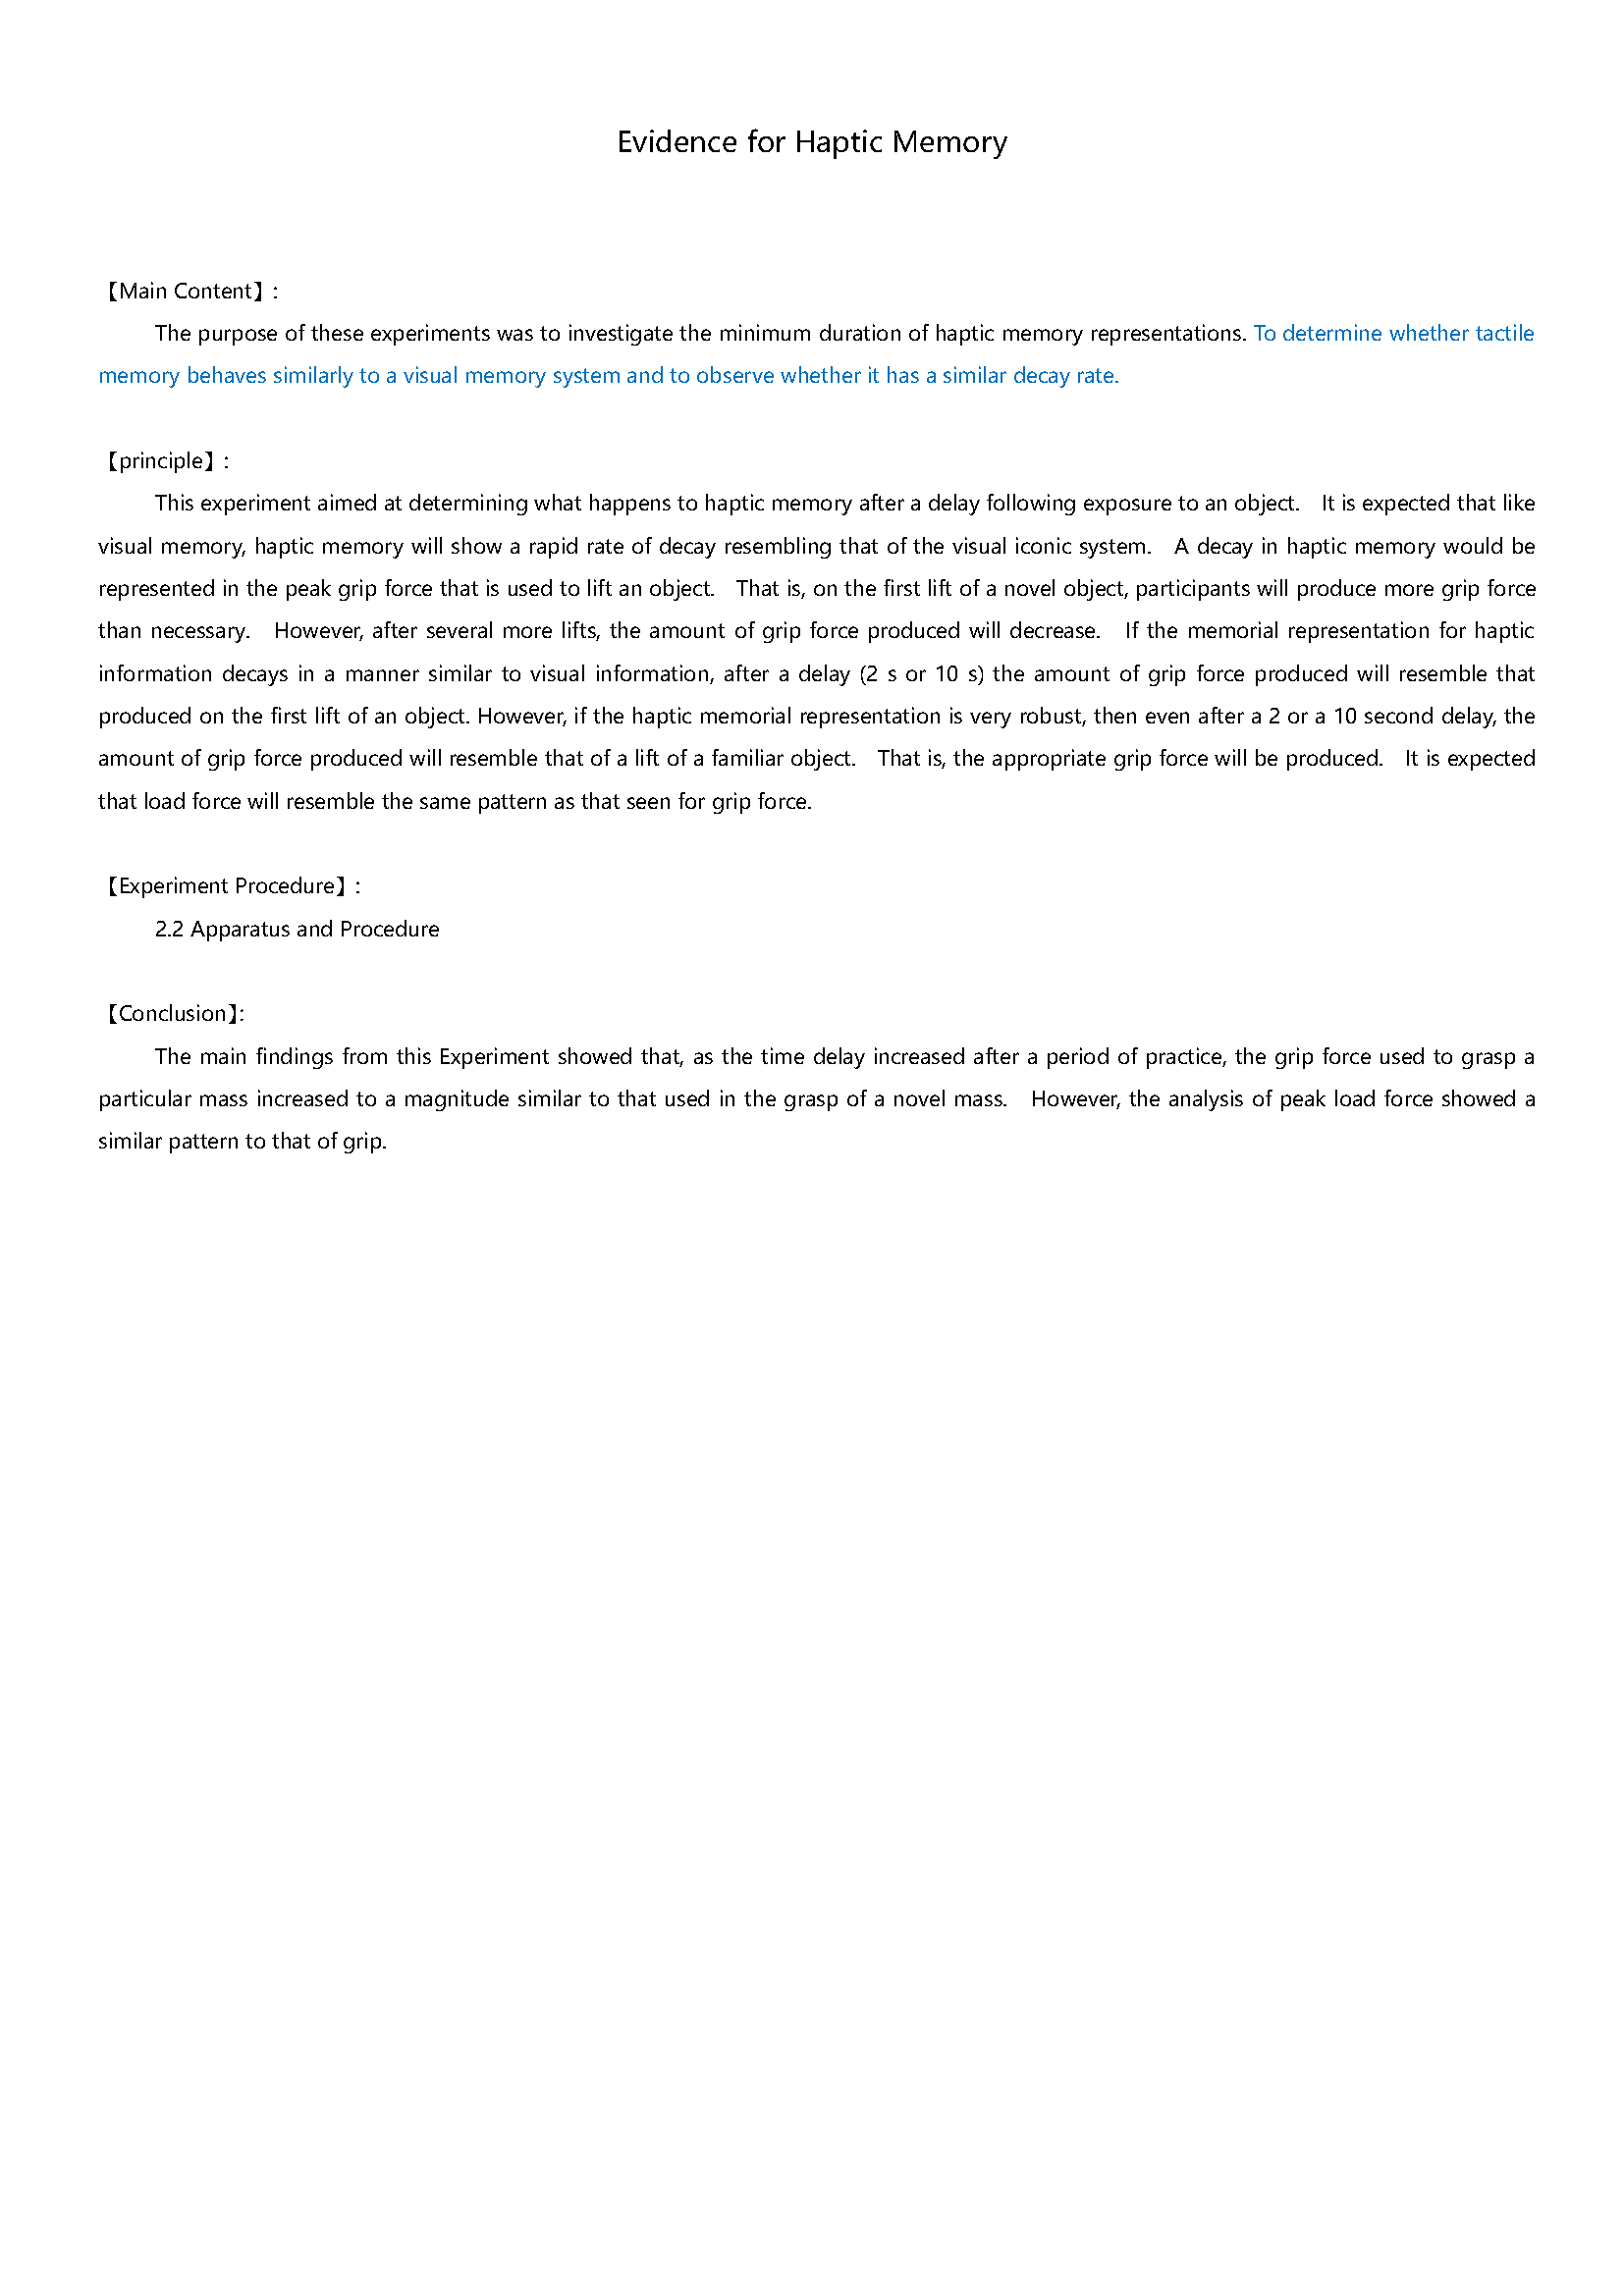 Evidence for Haptic Memory
【Main Content】:
The purpose of these experiments was to investigate the minimum duration of haptic memory representations. To determine whether tactile
memory behaves similarly to a visual memory system and to observe whether it has a similar decay rate.
【principle】:
This experiment aimed at determining what happens to haptic memory after a delay following exposure to an object. It is expected that like
visual memory, haptic memory will show a rapid rate of decay resembling that of the visual iconic system. A decay in haptic memory would be
represented in the peak grip force that is used to lift an object. That is, on the first lift of a novel object, participants will produce more grip force
than necessary. However, after several more lifts, the amount of grip force produced will decrease. If the memorial representation for haptic
information decays in a manner similar to visual information, after a delay (2 s or 10 s) the amount of grip force produced will resemble that
produced on the first lift of an object. However, if the haptic memorial representation is very robust, then even after a 2 or a 10 second delay, the
amount of grip force produced will resemble that of a lift of a familiar object. That is, the appropriate grip force will be produced. It is expected
that load force will resemble the same pattern as that seen for grip force.
【Experiment Procedure】:
2.2 Apparatus and Procedure
【Conclusion】:
The main findings from this Experiment showed that, as the time delay increased after a period of practice, the grip force used to grasp a
particular mass increased to a magnitude similar to that used in the grasp of a novel mass. However, the analysis of peak load force showed a
similar pattern to that of grip.